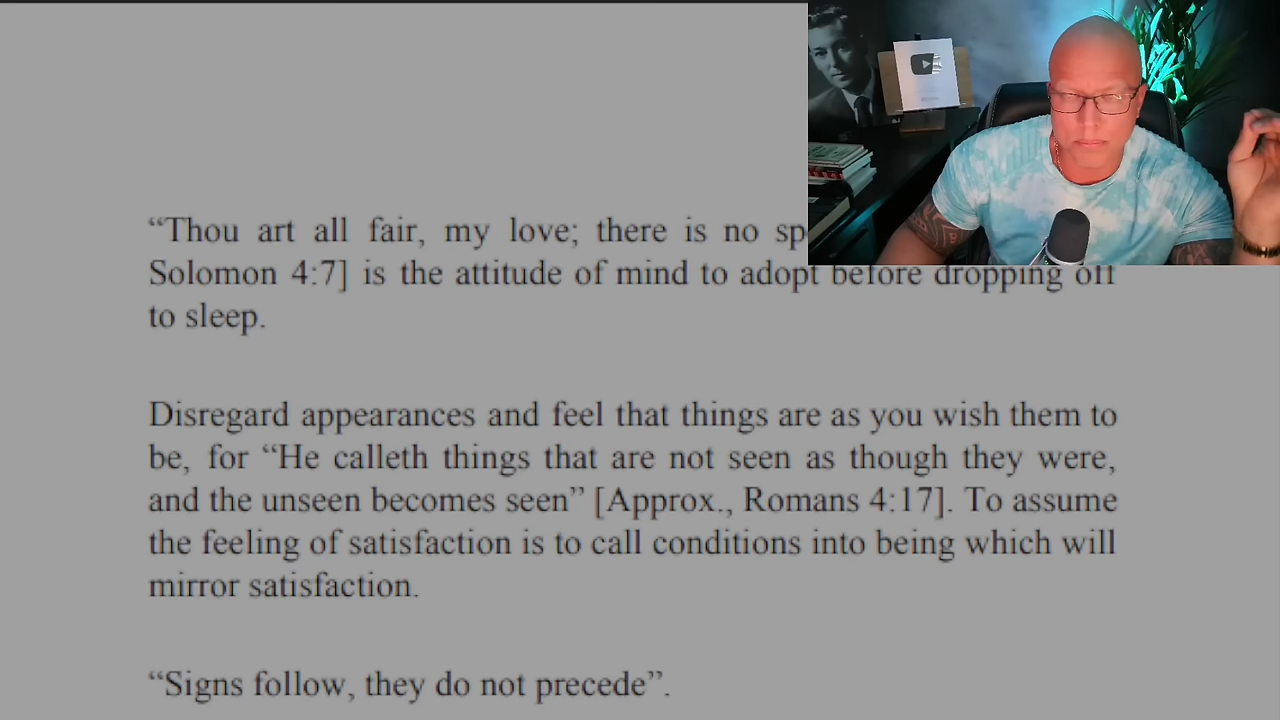 “Thou art all fair, my love; there is no
Solomon 4:7] is the attitude of mind to adopt before dropping off
to sleep.
Disregard appearances and feel that things are as you wish them to
be, for “He calleth things that are not seen as though they were,
and the unseen becomes seen” [Approx., Romans 4:17]. To assume
the feeling of satisfaction is to call conditions into being which will
mirror satisfaction.
“Signs follow, they do not precede”.